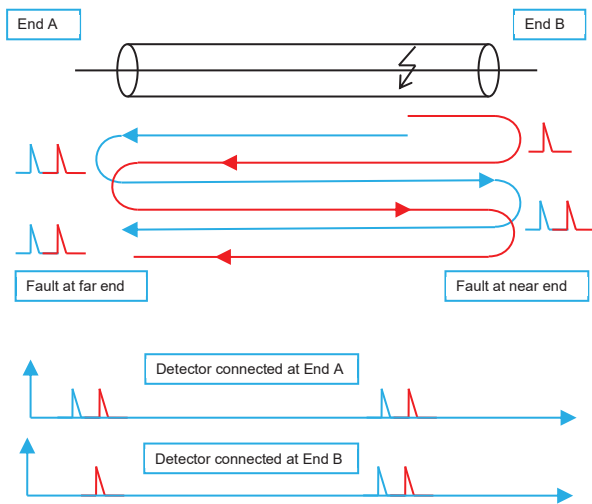 End A
End B
Fault at far end
Fault at near end
Detector connected at End A
Detector connected at End B